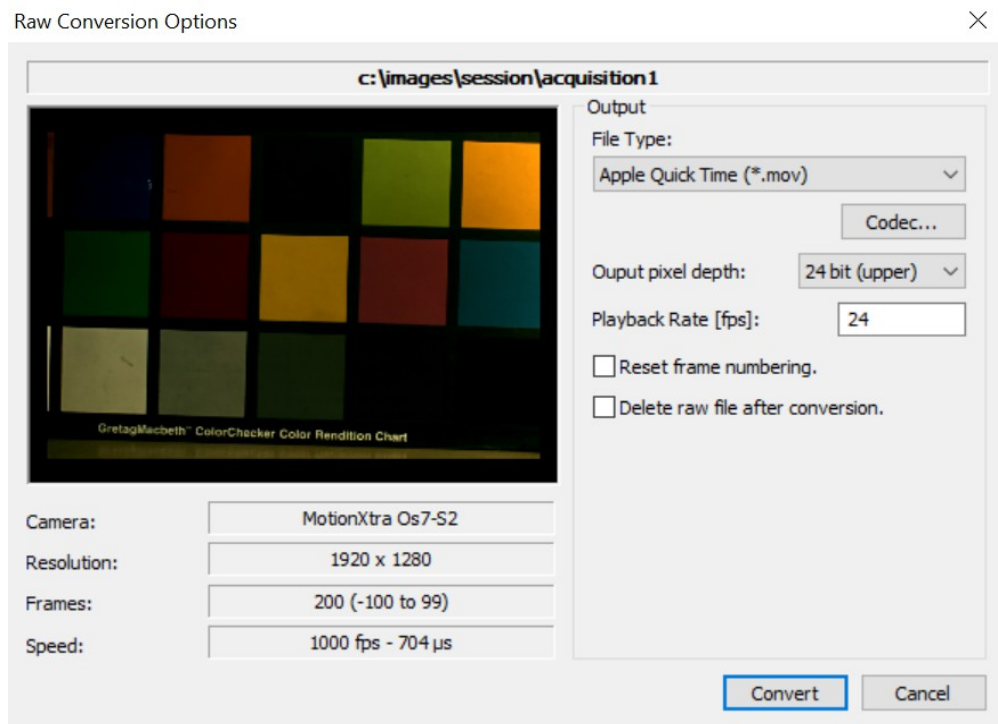 Raw Conversion Options
c:\images\session\acquisition1
GretagMacbeth™ ColorChecker Color Rendition Chart
Camera:
MotionXtra Os7-S2
Resolution:
1920 x 1280
Frames:
200 (-100 to 99)
Speed:
1000 fps - 704 µs
Output
File Type:
Apple Quick Time (*.mov)
Codec...
Ouput pixel depth:
24 bit (upper)
Playback Rate [fps]:
24
Reset frame numbering.
Delete raw file after conversion.
Convert
Cancel